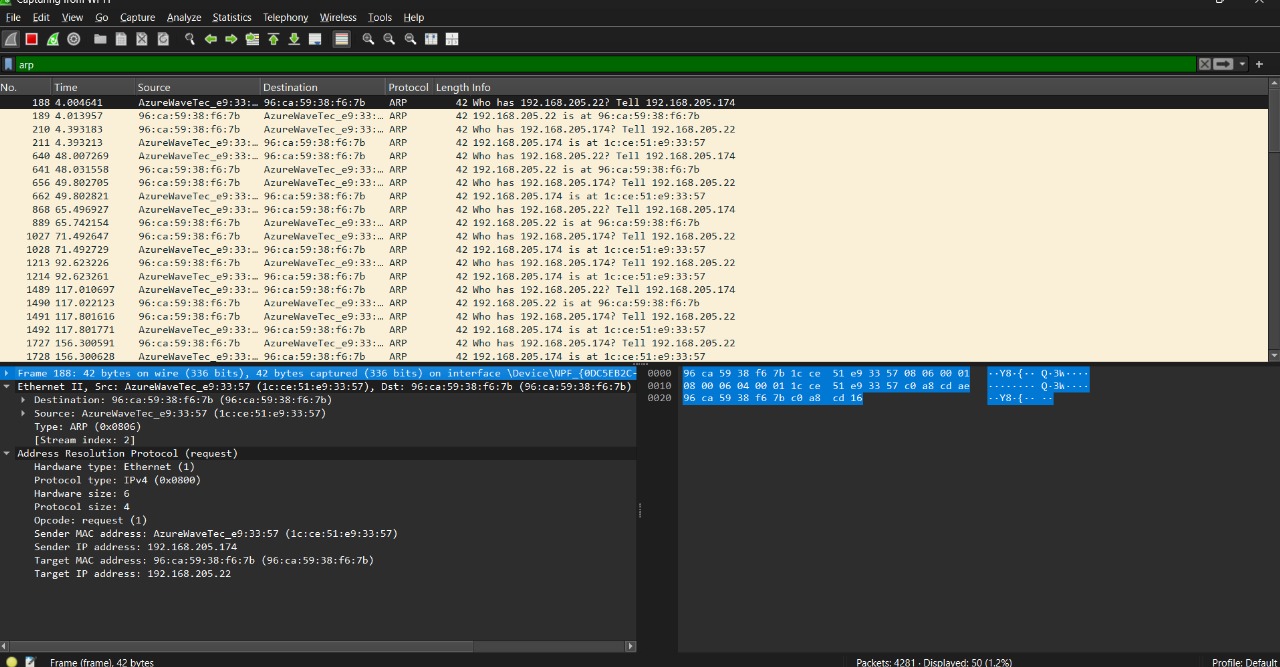 Capturing from Wi-Fi
File Edit View Go Capture Analyze Statistics Telephony Wireless Tools Help
arp
No. Time Source Destination Protocol Length Info
188 4.004641 AzureWaveTec_e9:33:… 96:ca:59:38:f6:7b ARP 42 Who has 192.168.205.22? Tell 192.168.205.174
189 4.013957 96:ca:59:38:f6:7b AzureWaveTec_e9:33:… ARP 42 192.168.205.22 is at 96:ca:59:38:f6:7b
210 4.393183 96:ca:59:38:f6:7b AzureWaveTec_e9:33:… ARP 42 Who has 192.168.205.174? Tell 192.168.205.22
211 4.393213 AzureWaveTec_e9:33:… 96:ca:59:38:f6:7b ARP 42 192.168.205.174 is at 1c:ce:51:e9:33:57
640 48.007269 AzureWaveTec_e9:33:… 96:ca:59:38:f6:7b ARP 42 Who has 192.168.205.22? Tell 192.168.205.174
641 48.031558 96:ca:59:38:f6:7b AzureWaveTec_e9:33:… ARP 42 192.168.205.22 is at 96:ca:59:38:f6:7b
656 49.802705 96:ca:59:38:f6:7b AzureWaveTec_e9:33:… ARP 42 Who has 192.168.205.174? Tell 192.168.205.22
662 49.802821 AzureWaveTec_e9:33:… 96:ca:59:38:f6:7b ARP 42 192.168.205.174 is at 1c:ce:51:e9:33:57
868 65.496927 AzureWaveTec_e9:33:… 96:ca:59:38:f6:7b ARP 42 Who has 192.168.205.22? Tell 192.168.205.174
889 65.742154 96:ca:59:38:f6:7b AzureWaveTec_e9:33:… ARP 42 192.168.205.22 is at 96:ca:59:38:f6:7b
1027 71.492647 96:ca:59:38:f6:7b AzureWaveTec_e9:33:… ARP 42 Who has 192.168.205.174? Tell 192.168.205.22
1028 71.492729 AzureWaveTec_e9:33:… 96:ca:59:38:f6:7b ARP 42 192.168.205.174 is at 1c:ce:51:e9:33:57
1213 92.623226 96:ca:59:38:f6:7b AzureWaveTec_e9:33:… ARP 42 Who has 192.168.205.174? Tell 192.168.205.22
1214 92.623261 AzureWaveTec_e9:33:… 96:ca:59:38:f6:7b ARP 42 192.168.205.174 is at 1c:ce:51:e9:33:57
1489 117.010697 AzureWaveTec_e9:33:… 96:ca:59:38:f6:7b ARP 42 Who has 192.168.205.22? Tell 192.168.205.174
1490 117.022123 96:ca:59:38:f6:7b AzureWaveTec_e9:33:… ARP 42 192.168.205.22 is at 96:ca:59:38:f6:7b
1491 117.801616 96:ca:59:38:f6:7b AzureWaveTec_e9:33:… ARP 42 Who has 192.168.205.174? Tell 192.168.205.22
1492 117.801771 AzureWaveTec_e9:33:… 96:ca:59:38:f6:7b ARP 42 192.168.205.174 is at 1c:ce:51:e9:33:57
1727 156.300591 96:ca:59:38:f6:7b AzureWaveTec_e9:33:… ARP 42 Who has 192.168.205.174? Tell 192.168.205.22
1728 156.300628 AzureWaveTec_e9:33:… 96:ca:59:38:f6:7b ARP 42 192.168.205.174 is at 1c:ce:51:e9:33:57
Frame 188: 42 bytes on wire (336 bits), 42 bytes captured (336 bits) on interface \Device\NPF_{0DC5EB2C-
Ethernet II, Src: AzureWaveTec_e9:33:57 (1c:ce:51:e9:33:57), Dst: 96:ca:59:38:f6:7b (96:ca:59:38:f6:7b)
Destination: 96:ca:59:38:f6:7b (96:ca:59:38:f6:7b)
Source: AzureWaveTec_e9:33:57 (1c:ce:51:e9:33:57)
Type: ARP (0x0806)
[Stream index: 2]
Address Resolution Protocol (request)
Hardware type: Ethernet (1)
Protocol type: IPv4 (0x0800)
Hardware size: 6
Protocol size: 4
Opcode: request (1)
Sender MAC address: AzureWaveTec_e9:33:57 (1c:ce:51:e9:33:57)
Sender IP address: 192.168.205.174
Target MAC address: 96:ca:59:38:f6:7b (96:ca:59:38:f6:7b)
Target IP address: 192.168.205.22
0000 96 ca 59 38 f6 7b 1c ce 51 e9 33 57 08 06 00 01 ··Y8·{·· Q·3W····
0010 08 00 06 04 00 01 1c ce 51 e9 33 57 c0 a8 cd ae ········ Q·3W····
0020 96 ca 59 38 f6 7b c0 a8 cd 16 ··Y8·{·· ··
Frame (frame), 42 bytes
Packets: 4281 · Displayed: 50 (1.2%)
Profile: Default